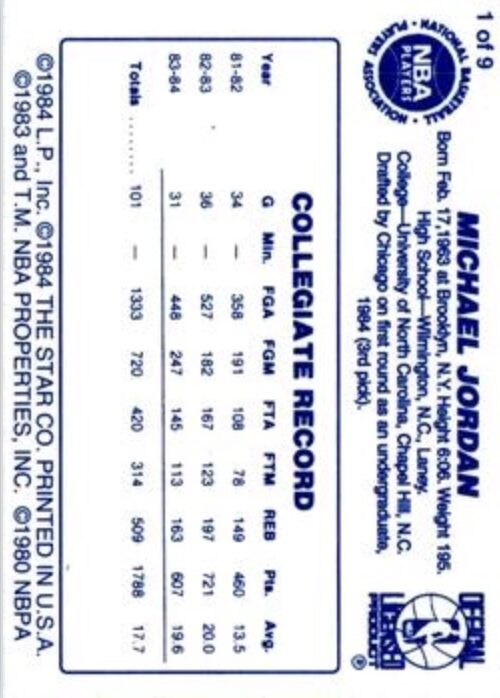 1 of 9
NATIONAL BASKETBALL
PLAYERS ASSOCIATION
NBA
PLAYERS
MICHAEL JORDAN
Born Feb. 17,1963 at Brooklyn, N.Y. Height 6:06. Weight 195.
High School—Wilmington, N.C., Laney.
College—University of North Carolina, Chapel Hill, N.C.
Drafted by Chicago on first round as an undergraduate,
1984 (3rd pick).
OFFICIAL
LICENSED
PRODUCT
®
COLLEGIATE RECORD
Year G Min. FGA FGM FTA FTM REB Pts. Avg.
81-82 34 — 358 191 108 78 149 460 13.5
82-83 36 — 527 182 167 123 197 721 20.0
83-84 31 — 448 247 145 113 163 607 19.6
Totals ......... 101 — 1333 720 420 314 509 1788 17.7
©1984 L.P., Inc. ©1984 THE STAR CO. PRINTED IN U.S.A.
©1983 and T.M. NBA PROPERTIES, INC. ©1980 NBPA